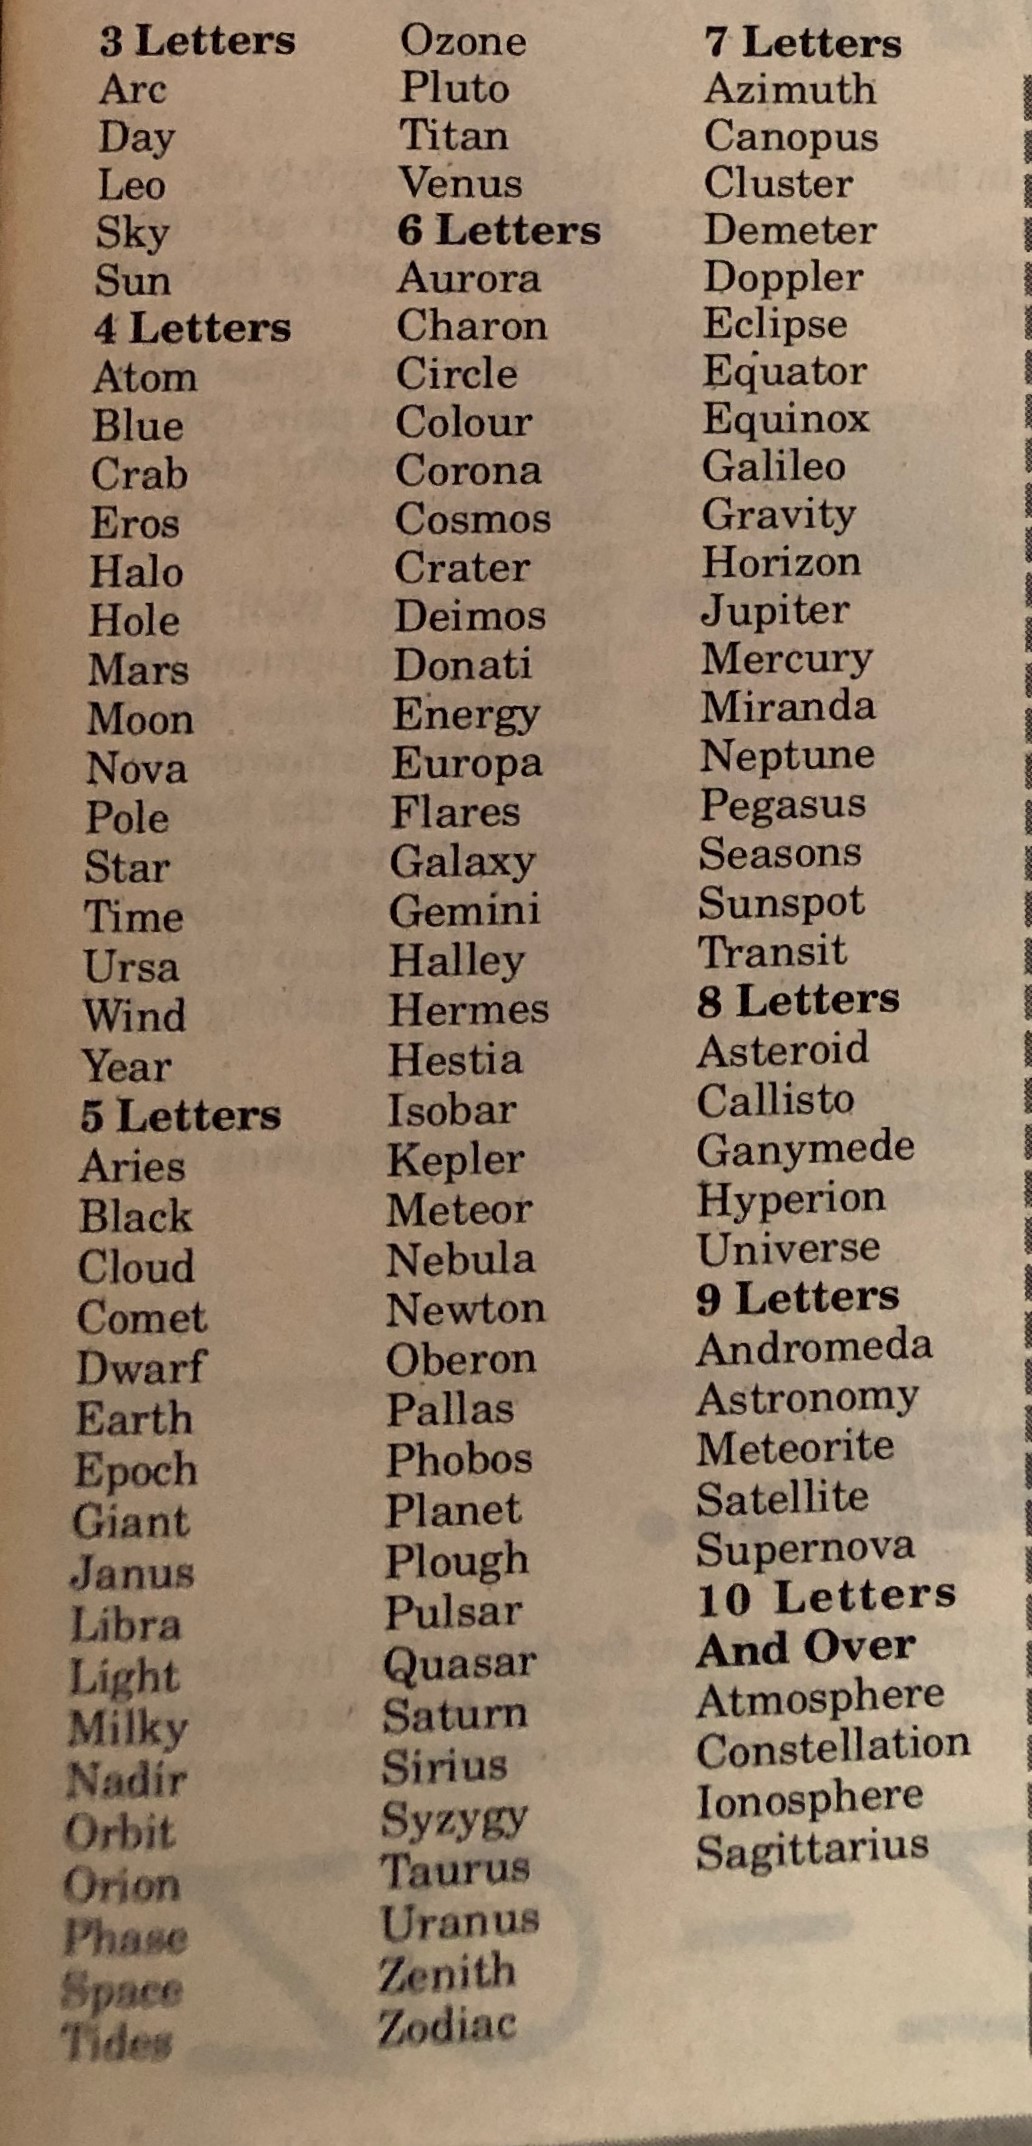 3 Letters
Arc
Day
Leo
Sky
Sun
4 Letters
Atom
Blue
Crab
Eros
Halo
Hole
Mars
Moon
Nova
Pole
Star
Time
Ursa
Wind
Year
5 Letters
Aries
Black
Cloud
Comet
Dwarf
Earth
Epoch
Giant
Janus
Libra
Light
Milky
Nadir
Orbit
Orion
Phase
Space
Tides
Ozone
Pluto
Titan
Venus
6 Letters
Aurora
Charon
Circle
Colour
Corona
Cosmos
Crater
Deimos
Donati
Energy
Europa
Flares
Galaxy
Gemini
Halley
Hermes
Hestia
Isobar
Kepler
Meteor
Nebula
Newton
Oberon
Pallas
Phobos
Planet
Plough
Pulsar
Quasar
Saturn
Sirius
Syzygy
Taurus
Uranus
Zenith
Zodiac
7 Letters
Azimuth
Canopus
Cluster
Demeter
Doppler
Eclipse
Equator
Equinox
Galileo
Gravity
Horizon
Jupiter
Mercury
Miranda
Neptune
Pegasus
Seasons
Sunspot
Transit
8 Letters
Asteroid
Callisto
Ganymede
Hyperion
Universe
9 Letters
Andromeda
Astronomy
Meteorite
Satellite
Supernova
10 Letters
And Over
Atmosphere
Constellation
Ionosphere
Sagittarius